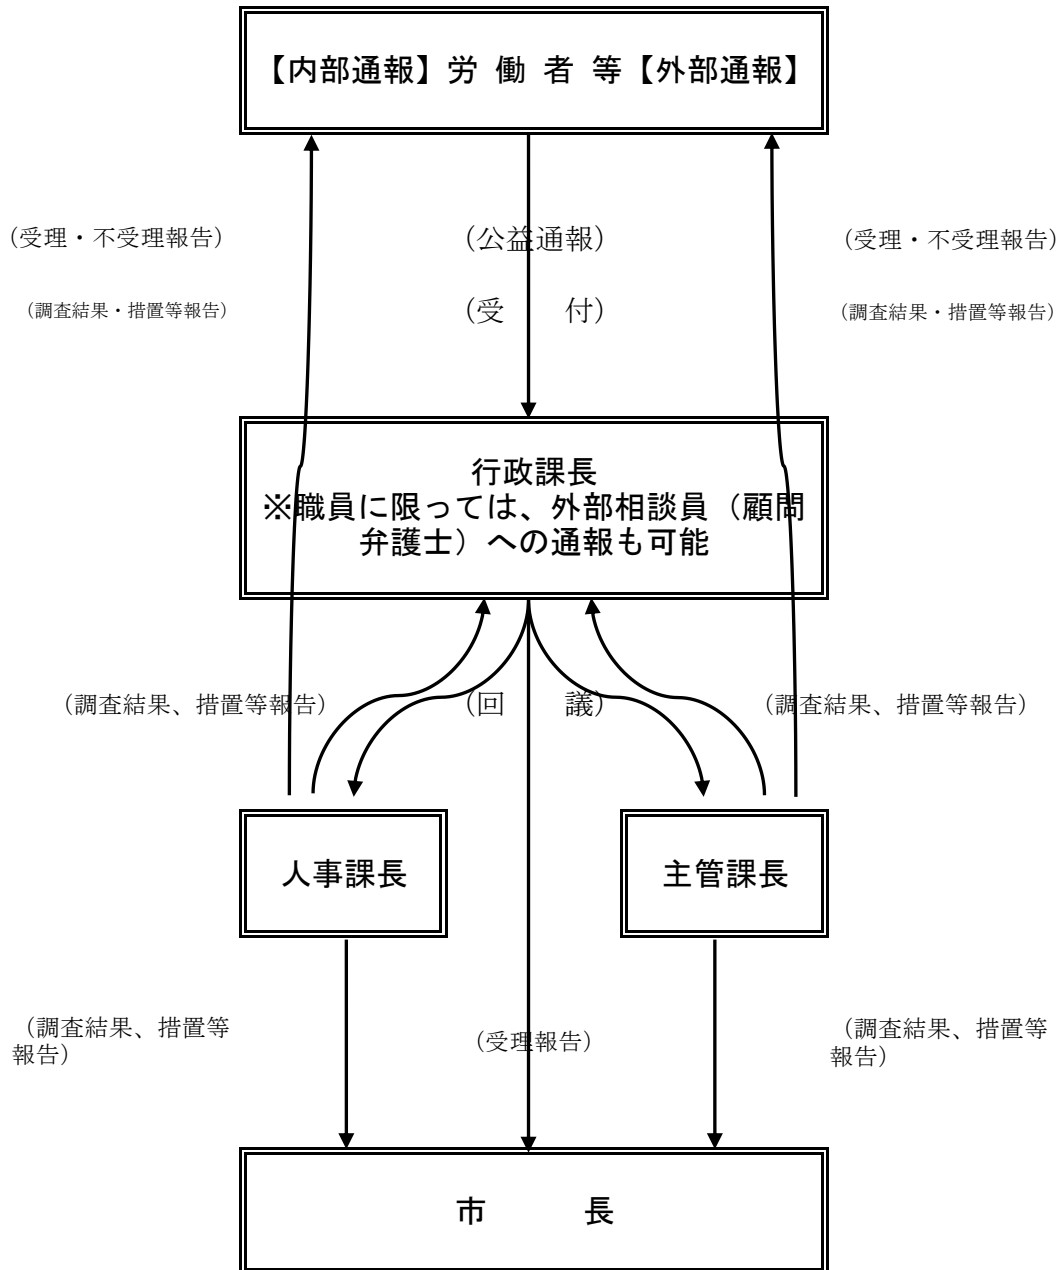 【内部通報】労 働 者 等【外部通報】
（受理・不受理報告）
（公益通報）
（受理・不受理報告）
（調査結果・措置等報告）
（受　　付）
（調査結果・措置等報告）
行政課長
※職員に限っては、外部相談員（顧問
弁護士）への通報も可能
（調査結果、措置等報告）
（回　　議）
（調査結果、措置等報告）
人事課長
主管課長
（調査結果、措置等
報告）
（受理報告）
（調査結果、措置等
報告）
市　　　長